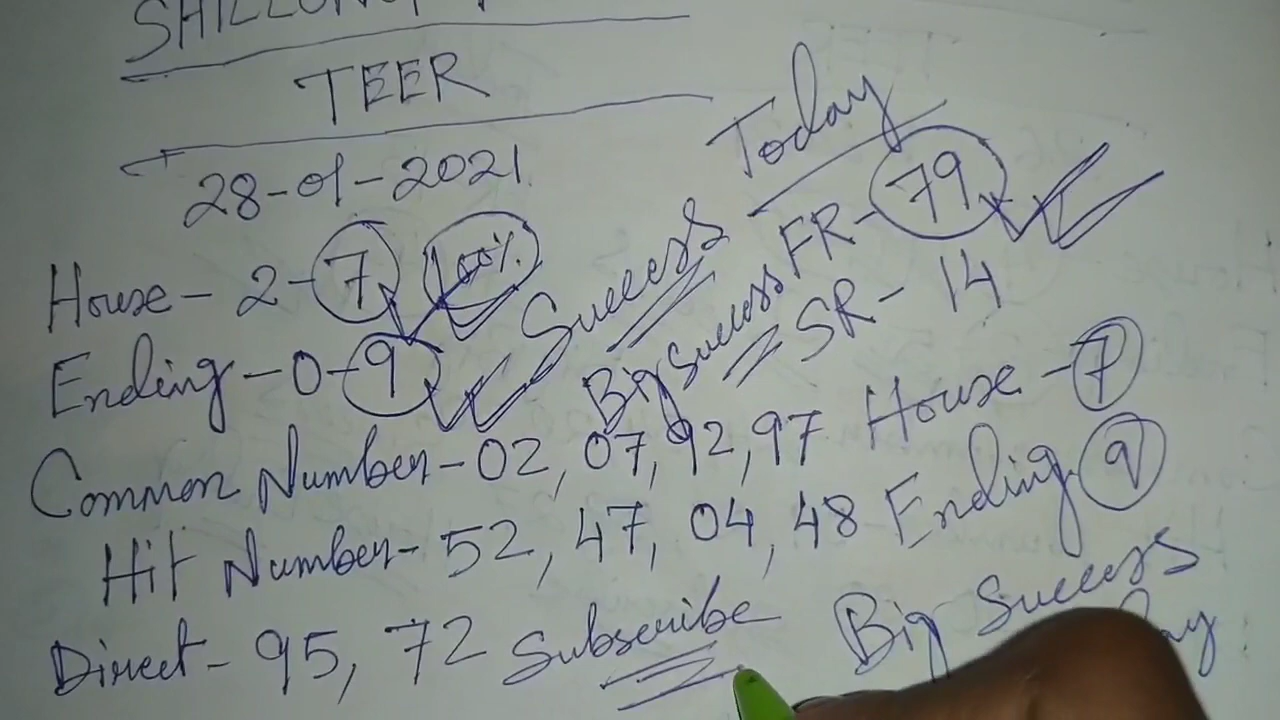 SHILLONG
TEER
28-01-2021
House - 2 - 7 100%
Ending - 0 - 9
Success Today
Big Success FR - 79
SR - 14
Common Number - 02, 07, 92, 97 House - 7
Hit Number - 52, 47, 04, 48 Ending 9
Direct - 95, 72 Subscribe Big Success